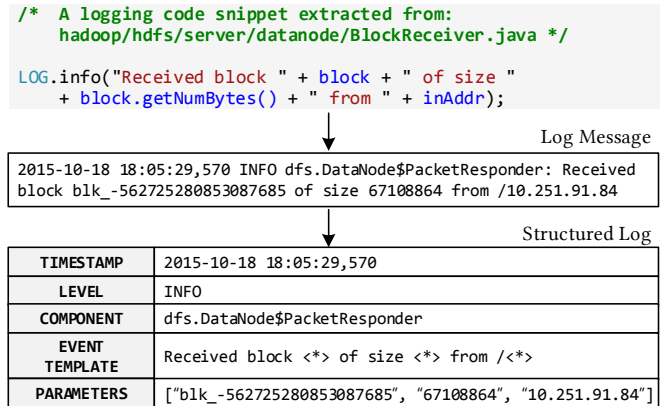 /* A logging code snippet extracted from:
hadoop/hdfs/server/datanode/BlockReceiver.java */
LOG.info("Received block " + block + " of size "
+ block.getNumBytes() + " from " + inAddr);
Log Message
2015-10-18 18:05:29,570 INFO dfs.DataNode$PacketResponder: Received
block blk_-562725280853087685 of size 67108864 from /10.251.91.84
Structured Log
TIMESTAMP 2015-10-18 18:05:29,570
LEVEL INFO
COMPONENT dfs.DataNode$PacketResponder
EVENT
TEMPLATE Received block <*> of size <*> from /<*>
PARAMETERS ["blk_-562725280853087685", "67108864", "10.251.91.84"]